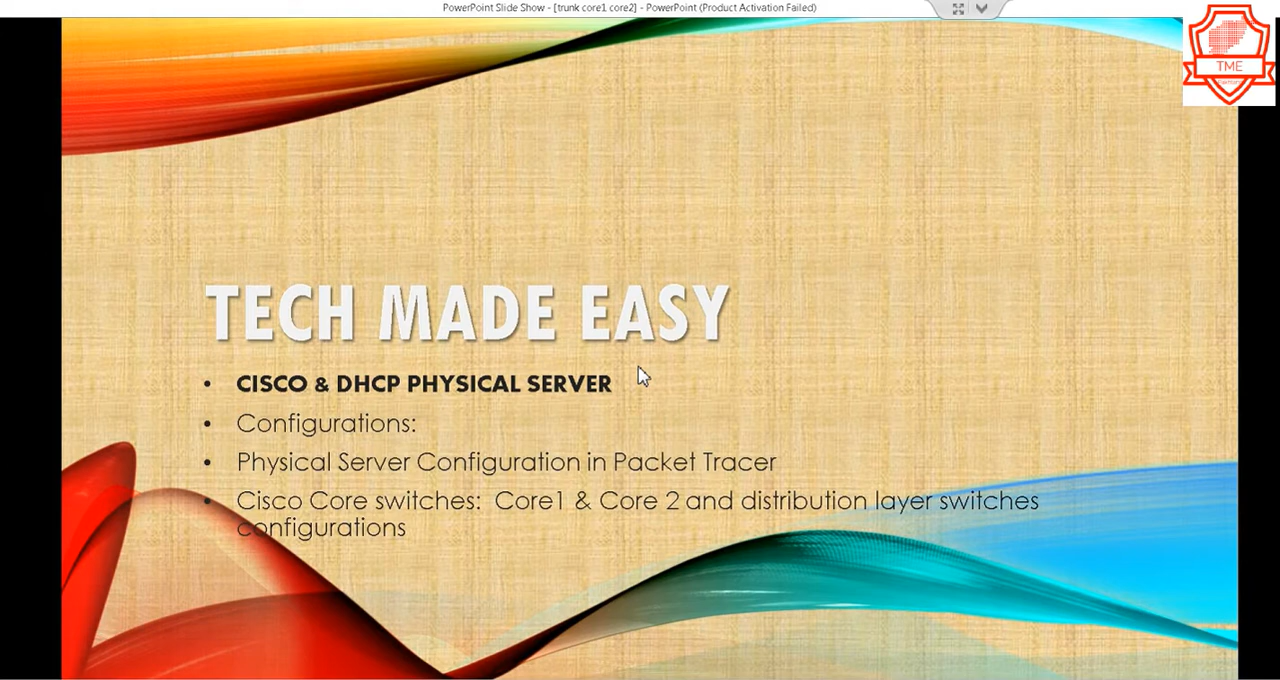 PowerPoint Slide Show - [trunk core1 core2] - PowerPoint (Product Activation Failed)
TME
TECH MADE EASY
• CISCO & DHCP PHYSICAL SERVER
• Configurations:
• Physical Server Configuration in Packet Tracer
• Cisco Core switches:  Core1 & Core 2 and distribution layer switches
configurations